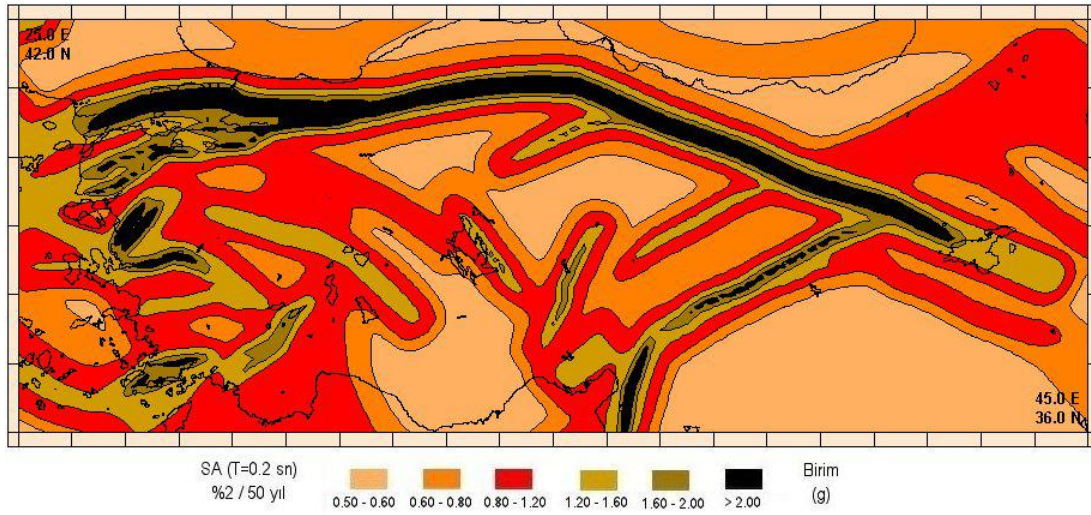 25.0 E
42.0 N
45.0 E
36.0 N
SA (T=0.2 sn)
%2 / 50 yıl
0.50 - 0.60 0.60 - 0.80 0.80 - 1.20 1.20 - 1.60 1.60 - 2.00 > 2.00
Birim
(g)